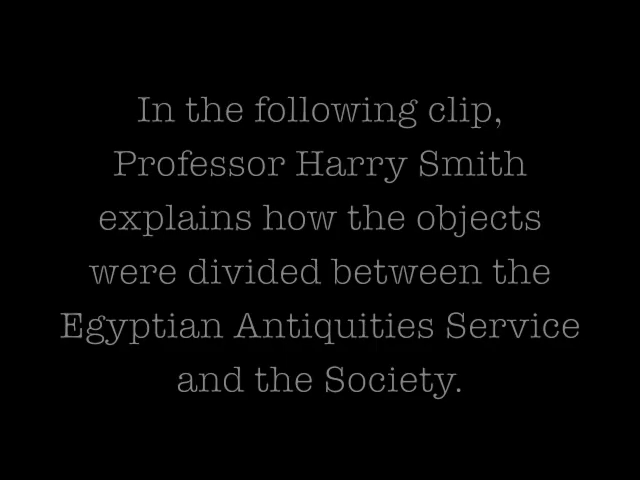 In the following clip,
Professor Harry Smith
explains how the objects
were divided between the
Egyptian Antiquities Service
and the Society.